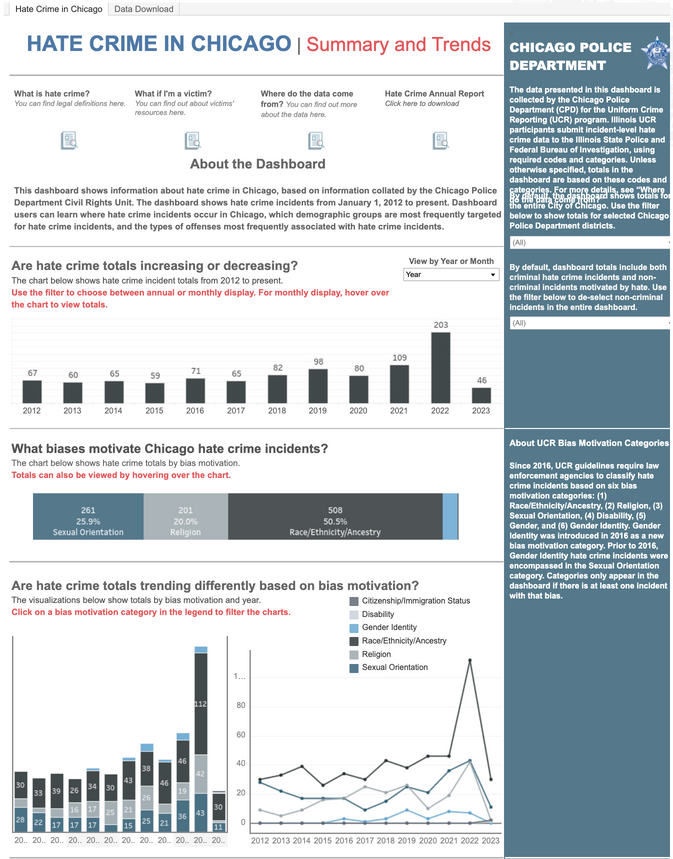 Hate Crime in Chicago
Data Download
HATE CRIME IN CHICAGO | Summary and Trends
What is hate crime?
You can find legal definitions here.
What if I'm a victim?
You can find out about victims'
resources here.
Where do the data come
from? You can find out more
about the data here.
Hate Crime Annual Report
Click here to download
About the Dashboard
This dashboard shows information about hate crime in Chicago, based on information collated by the Chicago Police
Department Civil Rights Unit. The dashboard shows hate crime incidents from January 1, 2012 to present. Dashboard
users can learn where hate crime incidents occur in Chicago, which demographic groups are most frequently targeted
for hate crime incidents, and the types of offenses most frequently associated with hate crime incidents.
Are hate crime totals increasing or decreasing?
The chart below shows hate crime incident totals from 2012 to present.
Use the filter to choose between annual or monthly display. For monthly display, hover over
the chart to view totals.
View by Year or Month
Year
67 60 65 59 71 65 82 98 80 109 203 46
2012 2013 2014 2015 2016 2017 2018 2019 2020 2021 2022 2023
What biases motivate Chicago hate crime incidents?
The chart below shows hate crime totals by bias motivation.
Totals can also be viewed by hovering over the chart.
261
25.9%
Sexual Orientation
201
20.0%
Religion
508
50.5%
Race/Ethnicity/Ancestry
Are hate crime totals trending differently based on bias motivation?
The visualizations below show totals by bias motivation and year.
Click on a bias motivation category in the legend to filter the charts.
Citizenship/Immigration Status
Disability
Gender Identity
Race/Ethnicity/Ancestry
Religion
Sexual Orientation
30 33 39 26 34 30 43 38 46 46 112 30
16 17 25 21 26 19 42
28 22 17 17 17 15 25 21 36 43 11
20.. 20.. 20.. 20.. 20.. 20.. 20.. 20.. 20.. 20.. 20.. 20..
1...
80
60
40
20
0
2012 2013 2014 2015 2016 2017 2018 2019 2020 2021 2022 2023
CHICAGO POLICE
DEPARTMENT
The data presented in this dashboard is
collected by the Chicago Police
Department (CPD) for the Uniform Crime
Reporting (UCR) program. Illinois UCR
participants submit incident-level hate
crime data to the Illinois State Police and
Federal Bureau of Investigation, using
required codes and categories. Unless
otherwise specified, totals in the
dashboard are based on these codes and
categories. For more details, see "Where
do the data come from?
By default, the dashboard shows totals for
the entire City of Chicago. Use the filter
below to show totals for selected Chicago
Police Department districts.
(All)
By default, dashboard totals include both
criminal hate crime incidents and non-
criminal incidents motivated by hate. Use
the filter below to de-select non-criminal
incidents in the entire dashboard.
(All)
About UCR Bias Motivation Categories
Since 2016, UCR guidelines require law
enforcement agencies to classify hate
crime incidents based on six bias
motivation categories: (1)
Race/Ethnicity/Ancestry, (2) Religion, (3)
Sexual Orientation, (4) Disability, (5)
Gender, and (6) Gender Identity. Gender
Identity was introduced in 2016 as a new
bias motivation category. Prior to 2016,
Gender Identity hate crime incidents were
encompassed in the Sexual Orientation
category. Categories only appear in the
dashboard if there is at least one incident
with that bias.